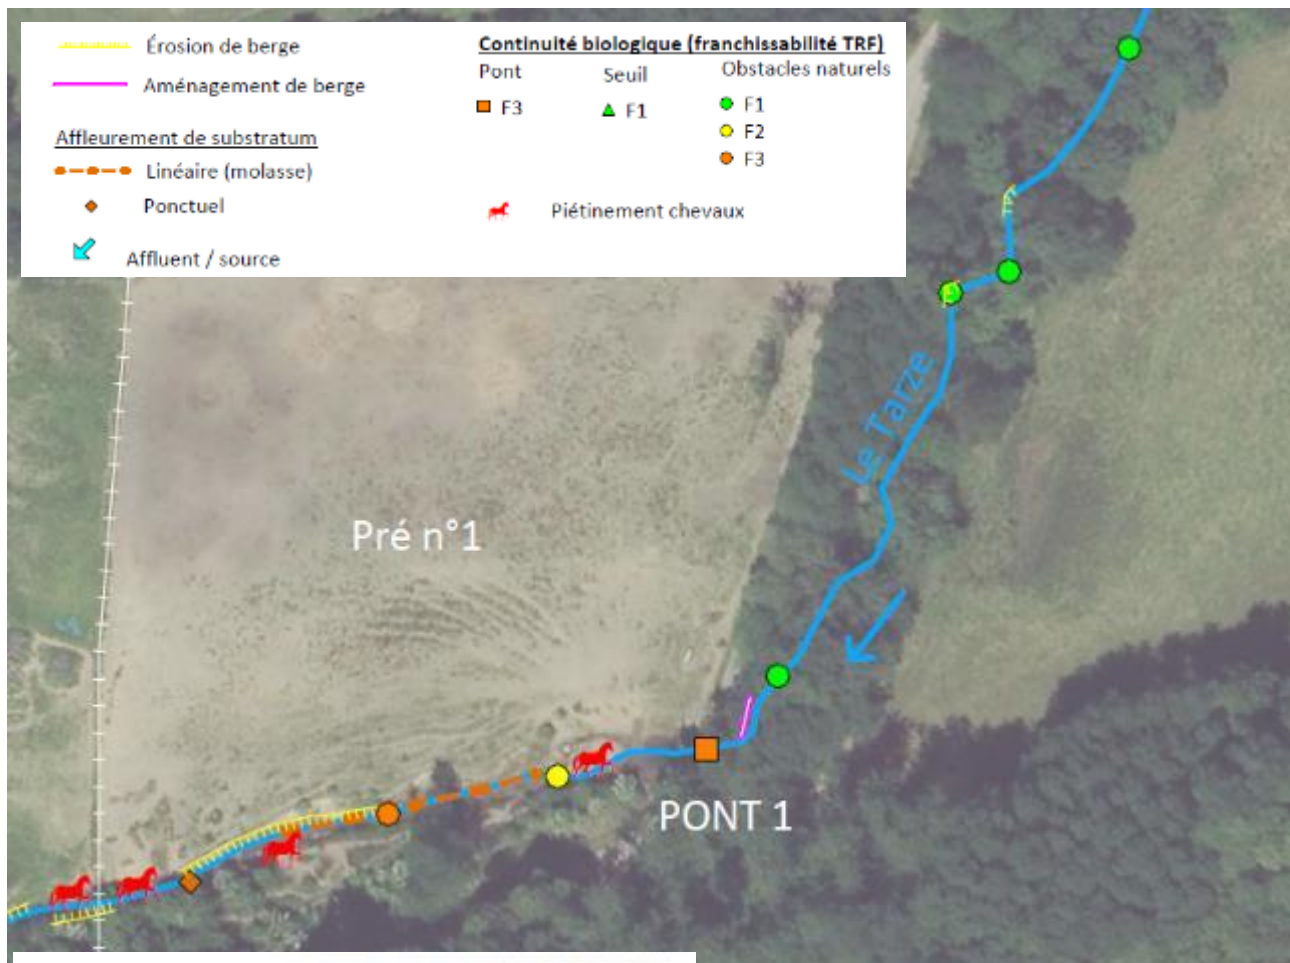 Érosion de berge
Aménagement de berge
Affleurement de substratum
Linéaire (molasse)
Ponctuel
Affluent / source
Continuité biologique (franchissabilité TRF)
Pont
Seuil
Obstacles naturels
F3
F1
F1
F2
F3
Piétinement chevaux
Le Tarze
Pré n°1
PONT 1